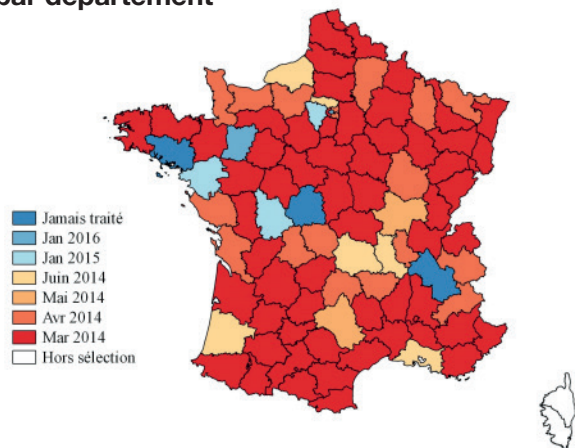 par département
Jamais traité
Jan 2016
Jan 2015
Juin 2014
Mai 2014
Avr 2014
Mar 2014
Hors sélection